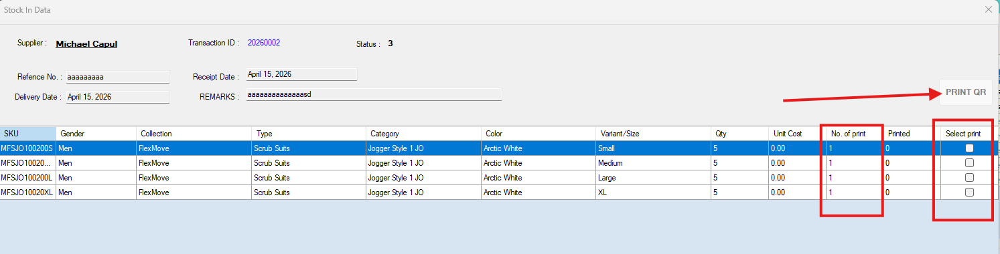 Stock In Data
Supplier : Michael Capul Transaction ID : 20260002 Status : 3
Refence No. : aaaaaaaaa Receipt Date : April 15, 2026
Delivery Date : April 15, 2026 REMARKS : aaaaaaaaaaaaaaasd
PRINT QR
SKU Gender Collection Type Category Color Variant/Size Qty Unit Cost No. of print Printed Select print
MFSJO100200S Men FlexMove Scrub Suits Jogger Style 1 JO Arctic White Small 5 0.00 1 0
MFSJO10020... Men FlexMove Scrub Suits Jogger Style 1 JO Arctic White Medium 5 0.00 1 0
MFSJO100200L Men FlexMove Scrub Suits Jogger Style 1 JO Arctic White Large 5 0.00 1 0
MFSJO10020XL Men FlexMove Scrub Suits Jogger Style 1 JO Arctic White XL 5 0.00 1 0